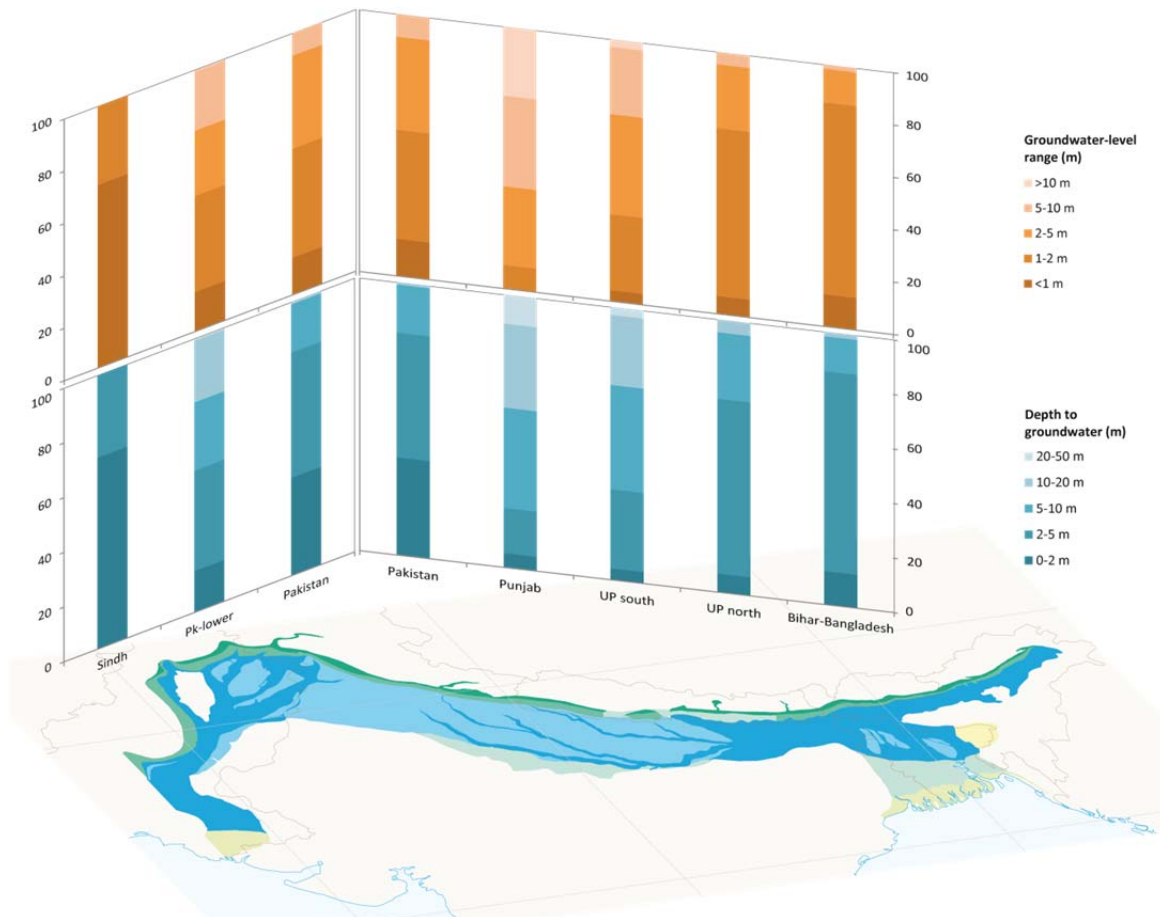 100
80
60
40
20
0
100
80
60
40
20
0
100
80
60
40
20
0
100
80
60
40
20
0
Sindh
Pk-lower
Pakistan
Pakistan
Punjab
UP south
UP north
Bihar-Bangladesh
Groundwater-level
range (m)
>10 m
5-10 m
2-5 m
1-2 m
<1 m
Depth to
groundwater (m)
20-50 m
10-20 m
5-10 m
2-5 m
0-2 m